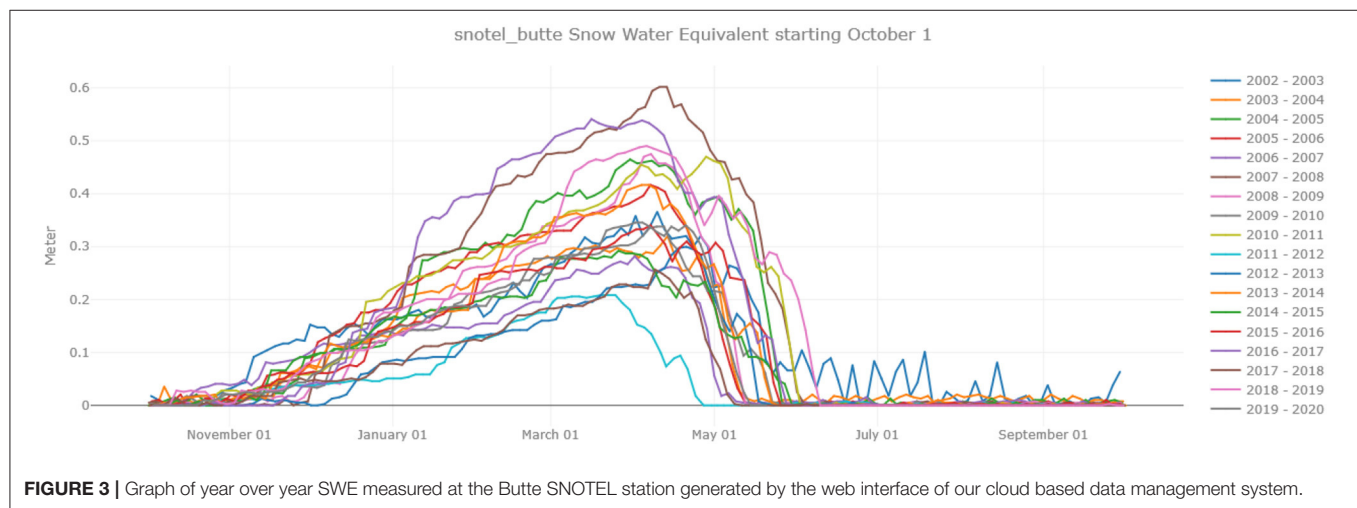 snotel_butte Snow Water Equivalent starting October 1
0.6
0.5
0.4
0.3
0.2
0.1
0
Meter
November 01
January 01
March 01
May 01
July 01
September 01
2002 - 2003
2003 - 2004
2004 - 2005
2005 - 2006
2006 - 2007
2007 - 2008
2008 - 2009
2009 - 2010
2010 - 2011
2011 - 2012
2012 - 2013
2013 - 2014
2014 - 2015
2015 - 2016
2016 - 2017
2017 - 2018
2018 - 2019
2019 - 2020
FIGURE 3 | Graph of year over year SWE measured at the Butte SNOTEL station generated by the web interface of our cloud based data management system.